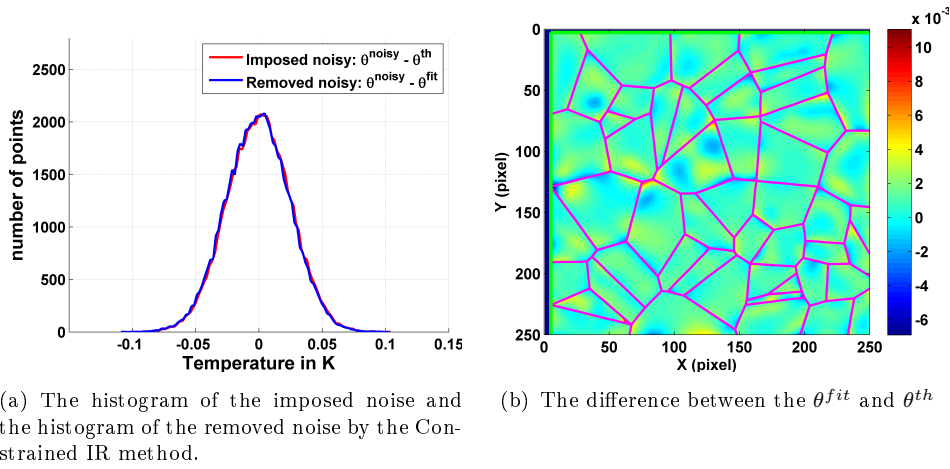 Imposed noisy: θ^noisy - θ^th
Removed noisy: θ^noisy - θ^fit
number of points
2500
2000
1500
1000
500
0
-0.1 -0.05 0 0.05 0.1 0.15
Temperature in K
(a) The histogram of the imposed noise and
the histogram of the removed noise by the Con-
strained IR method.
x 10^-3
Y (pixel)
0
50
100
150
200
250
0 50 100 150 200 250
X (pixel)
10
8
6
4
2
0
-2
-4
-6
(b) The difference between the θ^fit and θ^th